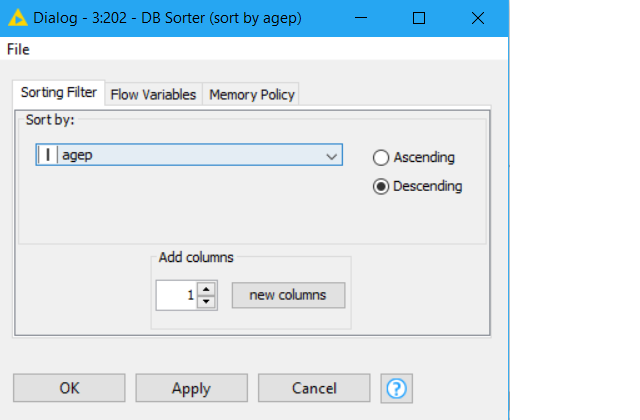 Dialog - 3:202 - DB Sorter (sort by agep)
File
Sorting Filter Flow Variables Memory Policy
Sort by:
I agep
Ascending
Descending
Add columns
1 new columns
OK Apply Cancel ?